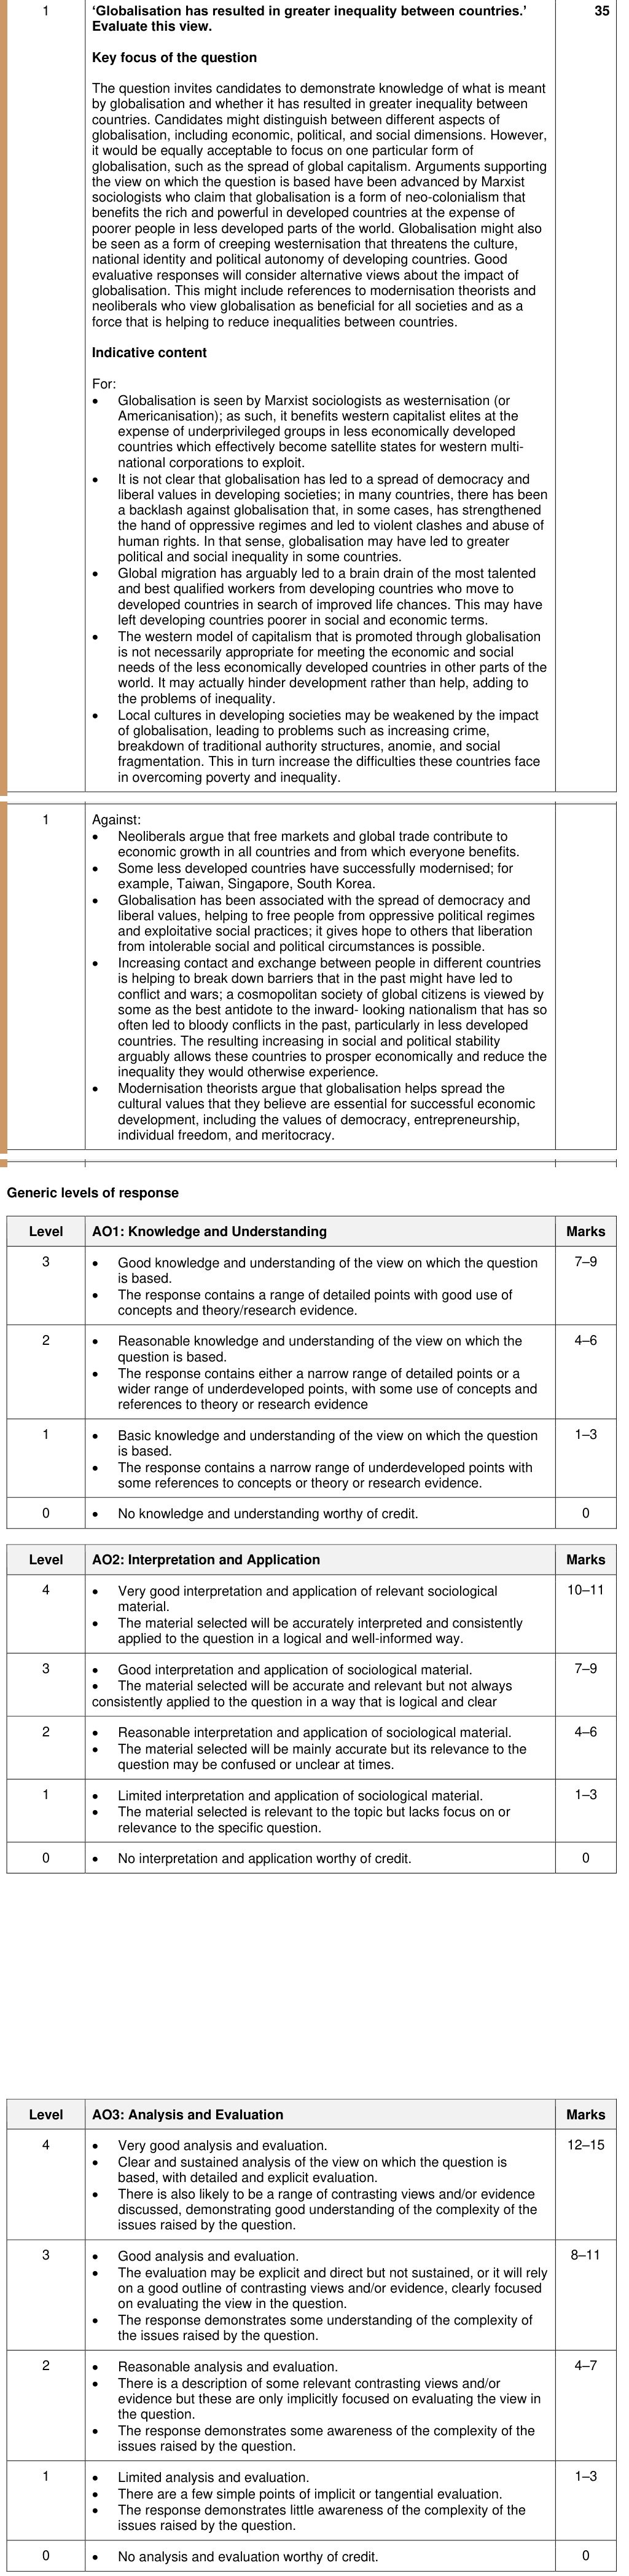 1 ‘Globalisation has resulted in greater inequality between countries.’ 35
Evaluate this view.
Key focus of the question
The question invites candidates to demonstrate knowledge of what is meant
by globalisation and whether it has resulted in greater inequality between
countries. Candidates might distinguish between different aspects of
globalisation, including economic, political, and social dimensions. However,
it would be equally acceptable to focus on one particular form of
globalisation, such as the spread of global capitalism. Arguments supporting
the view on which the question is based have been advanced by Marxist
sociologists who claim that globalisation is a form of neo-colonialism that
benefits the rich and powerful in developed countries at the expense of
poorer people in less developed parts of the world. Globalisation might also
be seen as a form of creeping westernisation that threatens the culture,
national identity and political autonomy of developing countries. Good
evaluative responses will consider alternative views about the impact of
globalisation. This might include references to modernisation theorists and
neoliberals who view globalisation as beneficial for all societies and as a
force that is helping to reduce inequalities between countries.
Indicative content
For:
• Globalisation is seen by Marxist sociologists as westernisation (or
Americanisation); as such, it benefits western capitalist elites at the
expense of underprivileged groups in less economically developed
countries which effectively become satellite states for western multi-
national corporations to exploit.
• It is not clear that globalisation has led to a spread of democracy and
liberal values in developing societies; in many countries, there has been
a backlash against globalisation that, in some cases, has strengthened
the hand of oppressive regimes and led to violent clashes and abuse of
human rights. In that sense, globalisation may have led to greater
political and social inequality in some countries.
• Global migration has arguably led to a brain drain of the most talented
and best qualified workers from developing countries who move to
developed countries in search of improved life chances. This may have
left developing countries poorer in social and economic terms.
• The western model of capitalism that is promoted through globalisation
is not necessarily appropriate for meeting the economic and social
needs of the less economically developed countries in other parts of the
world. It may actually hinder development rather than help, adding to
the problems of inequality.
• Local cultures in developing societies may be weakened by the impact
of globalisation, leading to problems such as increasing crime,
breakdown of traditional authority structures, anomie, and social
fragmentation. This in turn increase the difficulties these countries face
in overcoming poverty and inequality.
1 Against:
• Neoliberals argue that free markets and global trade contribute to
economic growth in all countries and from which everyone benefits.
• Some less developed countries have successfully modernised; for
example, Taiwan, Singapore, South Korea.
• Globalisation has been associated with the spread of democracy and
liberal values, helping to free people from oppressive political regimes
and exploitative social practices; it gives hope to others that liberation
from intolerable social and political circumstances is possible.
• Increasing contact and exchange between people in different countries
is helping to break down barriers that in the past might have led to
conflict and wars; a cosmopolitan society of global citizens is viewed by
some as the best antidote to the inward- looking nationalism that has so
often led to bloody conflicts in the past, particularly in less developed
countries. The resulting increasing in social and political stability
arguably allows these countries to prosper economically and reduce the
inequality they would otherwise experience.
• Modernisation theorists argue that globalisation helps spread the
cultural values that they believe are essential for successful economic
development, including the values of democracy, entrepreneurship,
individual freedom, and meritocracy.
Generic levels of response
Level AO1: Knowledge and Understanding Marks
3 • Good knowledge and understanding of the view on which the question 7–9
is based.
• The response contains a range of detailed points with good use of
concepts and theory/research evidence.
2 • Reasonable knowledge and understanding of the view on which the 4–6
question is based.
• The response contains either a narrow range of detailed points or a
wider range of underdeveloped points, with some use of concepts and
references to theory or research evidence
1 • Basic knowledge and understanding of the view on which the question 1–3
is based.
• The response contains a narrow range of underdeveloped points with
some references to concepts or theory or research evidence.
0 • No knowledge and understanding worthy of credit. 0
Level AO2: Interpretation and Application Marks
4 • Very good interpretation and application of relevant sociological 10–11
material.
• The material selected will be accurately interpreted and consistently
applied to the question in a logical and well-informed way.
3 • Good interpretation and application of sociological material. 7–9
• The material selected will be accurate and relevant but not always
consistently applied to the question in a way that is logical and clear
2 • Reasonable interpretation and application of sociological material. 4–6
• The material selected will be mainly accurate but its relevance to the
question may be confused or unclear at times.
1 • Limited interpretation and application of sociological material. 1–3
• The material selected is relevant to the topic but lacks focus on or
relevance to the specific question.
0 • No interpretation and application worthy of credit. 0
Level AO3: Analysis and Evaluation Marks
4 • Very good analysis and evaluation. 12–15
• Clear and sustained analysis of the view on which the question is
based, with detailed and explicit evaluation.
• There is also likely to be a range of contrasting views and/or evidence
discussed, demonstrating good understanding of the complexity of the
issues raised by the question.
3 • Good analysis and evaluation. 8–11
• The evaluation may be explicit and direct but not sustained, or it will rely
on a good outline of contrasting views and/or evidence, clearly focused
on evaluating the view in the question.
• The response demonstrates some understanding of the complexity of
the issues raised by the question.
2 • Reasonable analysis and evaluation. 4–7
• There is a description of some relevant contrasting views and/or
evidence but these are only implicitly focused on evaluating the view in
the question.
• The response demonstrates some awareness of the complexity of the
issues raised by the question.
1 • Limited analysis and evaluation. 1–3
• There are a few simple points of implicit or tangential evaluation.
• The response demonstrates little awareness of the complexity of the
issues raised by the question.
0 • No analysis and evaluation worthy of credit. 0